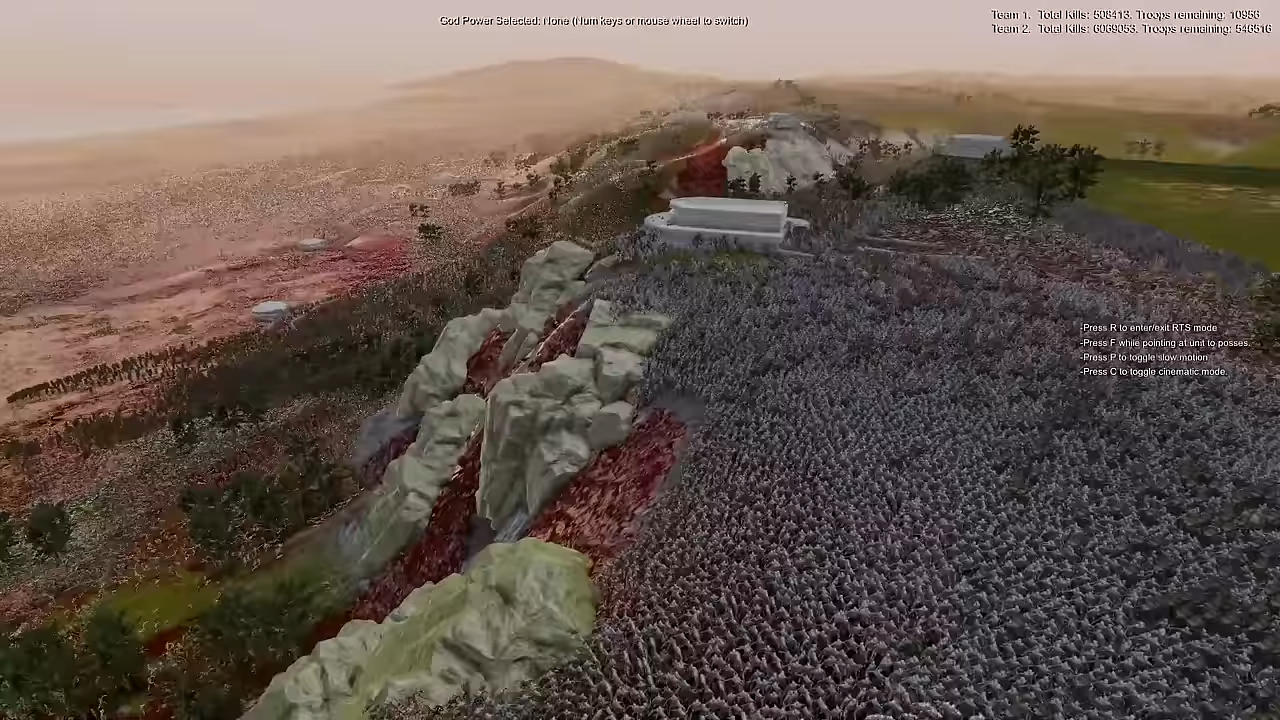 God Power Selected: None (Num keys or mouse wheel to switch)
Team 1. Total Kills: 508413. Troops remaining: 10956
Team 2. Total Kills: 6069053. Troops remaining: 546516
-Press R to enter/exit RTS mode
-Press F while pointing at unit to posses.
-Press P to toggle slow motion
-Press C to toggle cinematic mode.